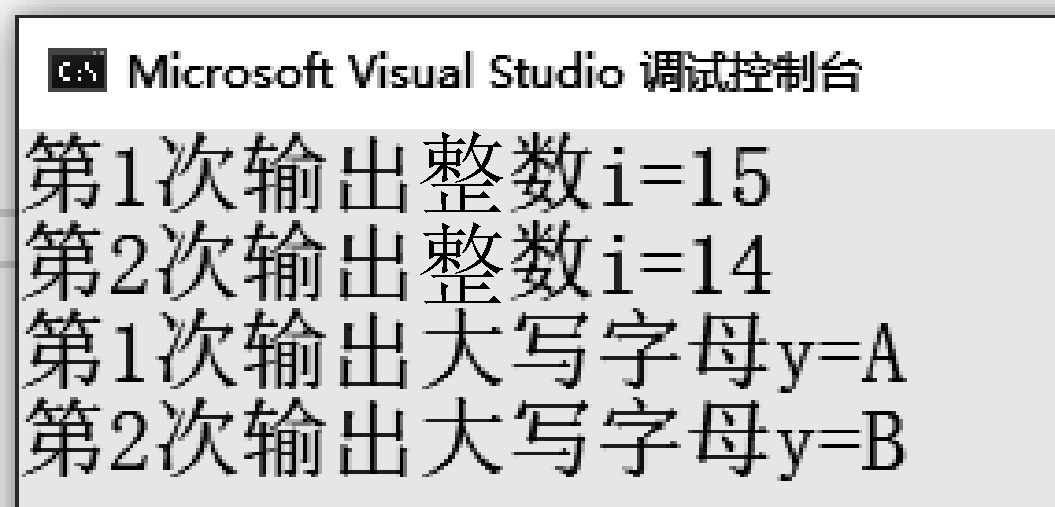 Microsoft Visual Studio 调试控制台
第1次输出整数i=15
第2次输出整数i=14
第1次输出大写字母y=A
第2次输出大写字母y=B